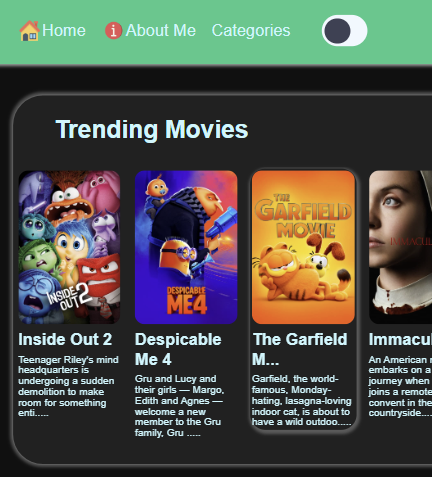 Home About Me Categories
Trending Movies
INSIDE
OUT 2
DESPICABLE
ME4
THE
GARFIELD
MOVIE
Inside Out 2
Teenager Riley's mind
headquarters is
undergoing a sudden
demolition to make
room for something
enti.....
Despicable
Me 4
Gru and Lucy and
their girls — Margo,
Edith and Agnes —
welcome a new
member to the Gru
family, Gru .....
The Garfield
M...
Garfield, the world-
famous, Monday-
hating, lasagna-loving
indoor cat, is about to
have a wild outdoo.....
Immacul
An American n
embarks on a
journey when
joins a remote
convent in the
countryside....